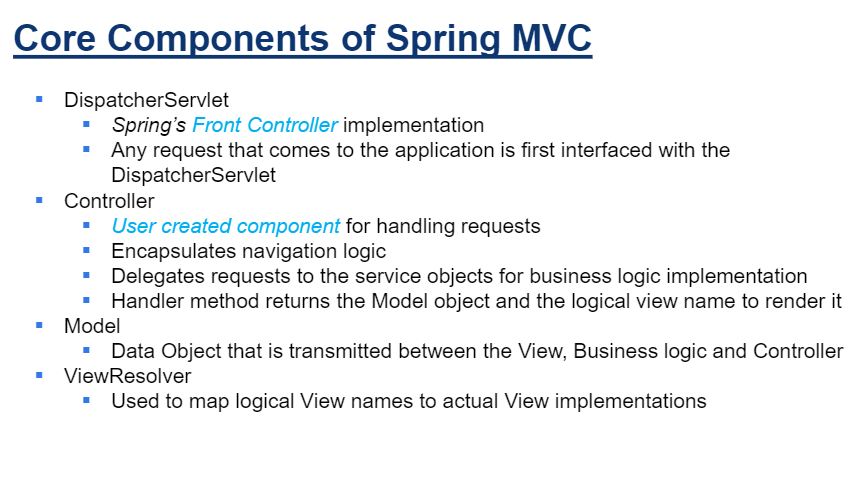 Core Components of Spring MVC
▪ DispatcherServlet
▪ Spring's Front Controller implementation
▪ Any request that comes to the application is first interfaced with the
DispatcherServlet
▪ Controller
▪ User created component for handling requests
▪ Encapsulates navigation logic
▪ Delegates requests to the service objects for business logic implementation
▪ Handler method returns the Model object and the logical view name to render it
▪ Model
▪ Data Object that is transmitted between the View, Business logic and Controller
▪ ViewResolver
▪ Used to map logical View names to actual View implementations